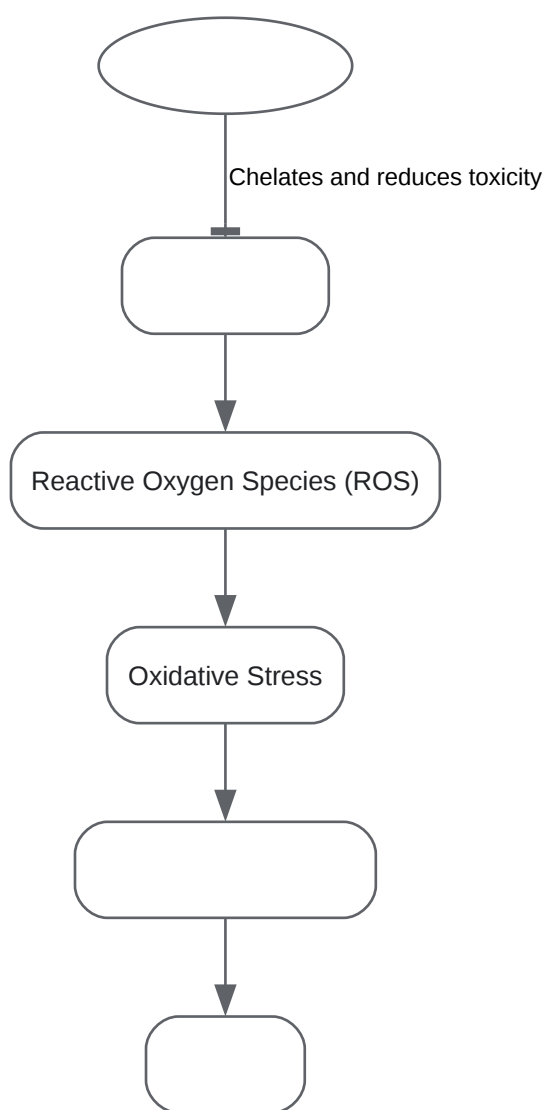 Chelates and reduces toxicity
Reactive Oxygen Species (ROS)
Oxidative Stress